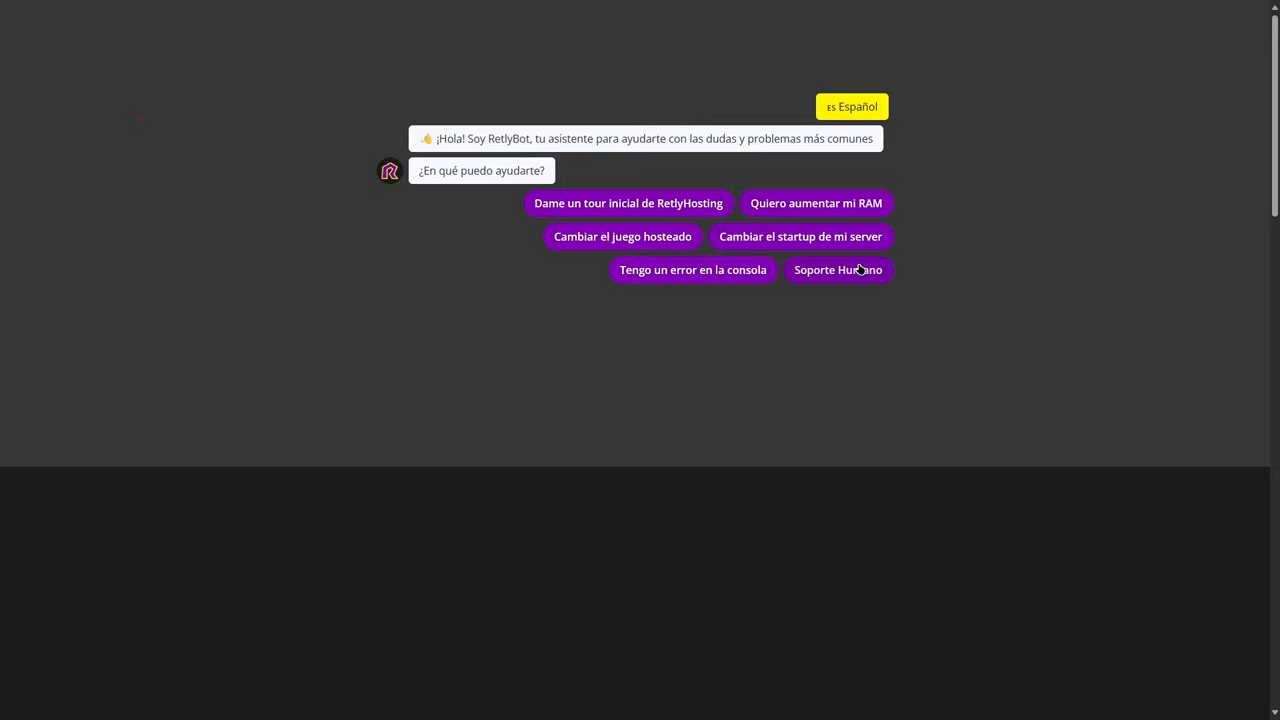 ES Español
👋 ¡Hola! Soy RetlyBot, tu asistente para ayudarte con las dudas y problemas más comunes
¿En qué puedo ayudarte?
Dame un tour inicial de RetlyHosting
Quiero aumentar mi RAM
Cambiar el juego hosteado
Cambiar el startup de mi server
Tengo un error en la consola
Soporte Humano